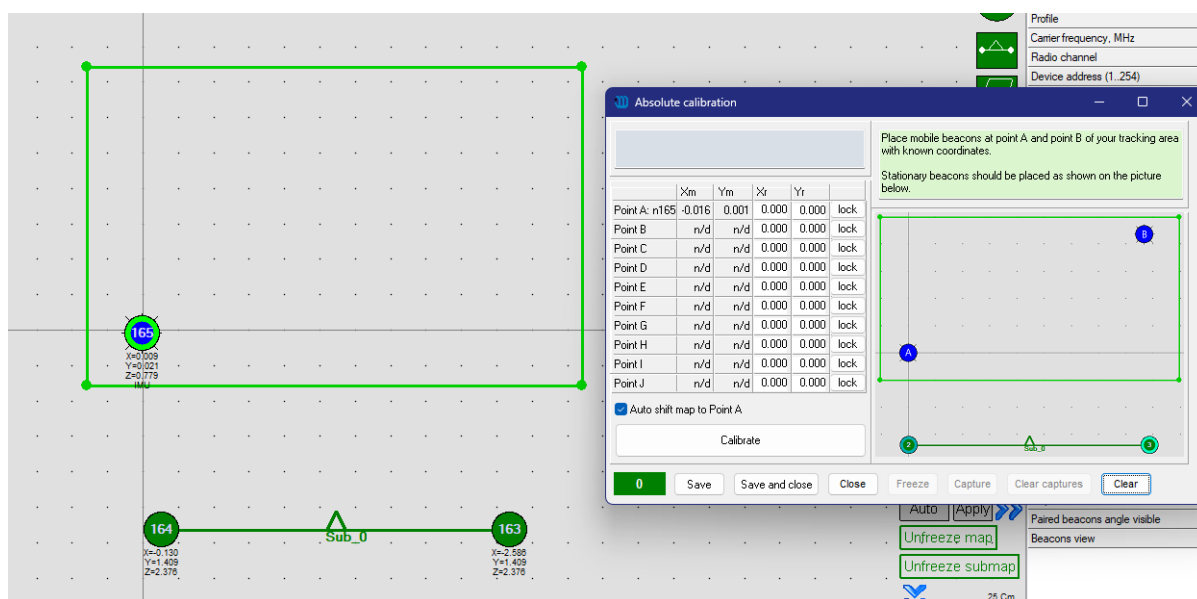 Profile
Carrier frequency, MHz
Radio channel
Device address (1..254)
165
X=0.009
Y=0.021
Z=0.779
IMU
164
X=-0.130
Y=1.409
Z=2.376
Sub_0
163
X=-2.586
Y=1.409
Z=2.376
Absolute calibration
Place mobile beacons at point A and point B of your tracking area
with known coordinates.
Stationary beacons should be placed as shown on the picture
below.
Xm Ym Xr Yr
Point A: n165 -0.016 0.001 0.000 0.000 lock
Point B n/d n/d 0.000 0.000 lock
Point C n/d n/d 0.000 0.000 lock
Point D n/d n/d 0.000 0.000 lock
Point E n/d n/d 0.000 0.000 lock
Point F n/d n/d 0.000 0.000 lock
Point G n/d n/d 0.000 0.000 lock
Point H n/d n/d 0.000 0.000 lock
Point I n/d n/d 0.000 0.000 lock
Point J n/d n/d 0.000 0.000 lock
Auto shift map to Point A
Calibrate
B
A
2
Sub_0
3
0 Save Save and close Close Freeze Capture Clear captures Clear
Auto Apply
Paired beacons angle visible
Unfreeze map
Beacons view
Unfreeze submap
25 Cm